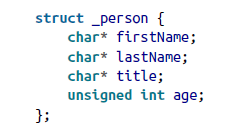 struct _person {
    char* firstName;
    char* lastName;
    char* title;
    unsigned int age;
};